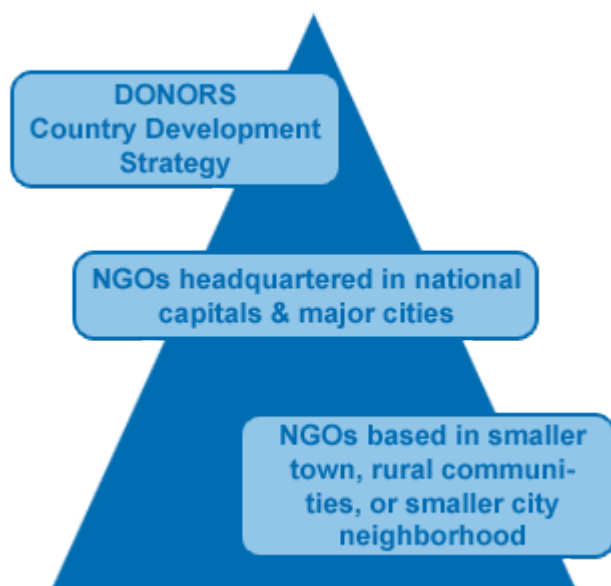 DONORS
Country Development
Strategy
NGOs headquartered in national
capitals & major cities
NGOs based in smaller
town, rural communi-
ties, or smaller city
neighborhood